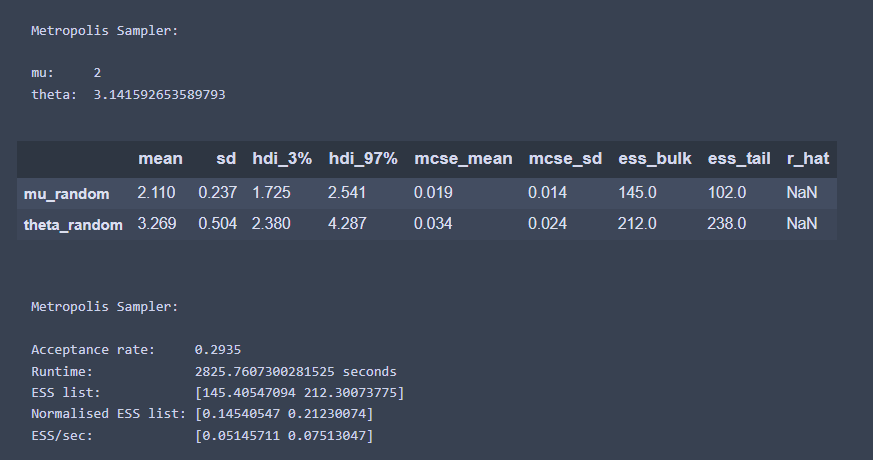 Metropolis Sampler:
mu: 2
theta: 3.141592653589793
mean sd hdi_3% hdi_97% mcse_mean mcse_sd ess_bulk ess_tail r_hat
mu_random 2.110 0.237 1.725 2.541 0.019 0.014 145.0 102.0 NaN
theta_random 3.269 0.504 2.380 4.287 0.034 0.024 212.0 238.0 NaN
Metropolis Sampler:
Acceptance rate: 0.2935
Runtime: 2825.7607300281525 seconds
ESS list: [145.40547094 212.30073775]
Normalised ESS list: [0.14540547 0.21230074]
ESS/sec: [0.05145711 0.07513047]